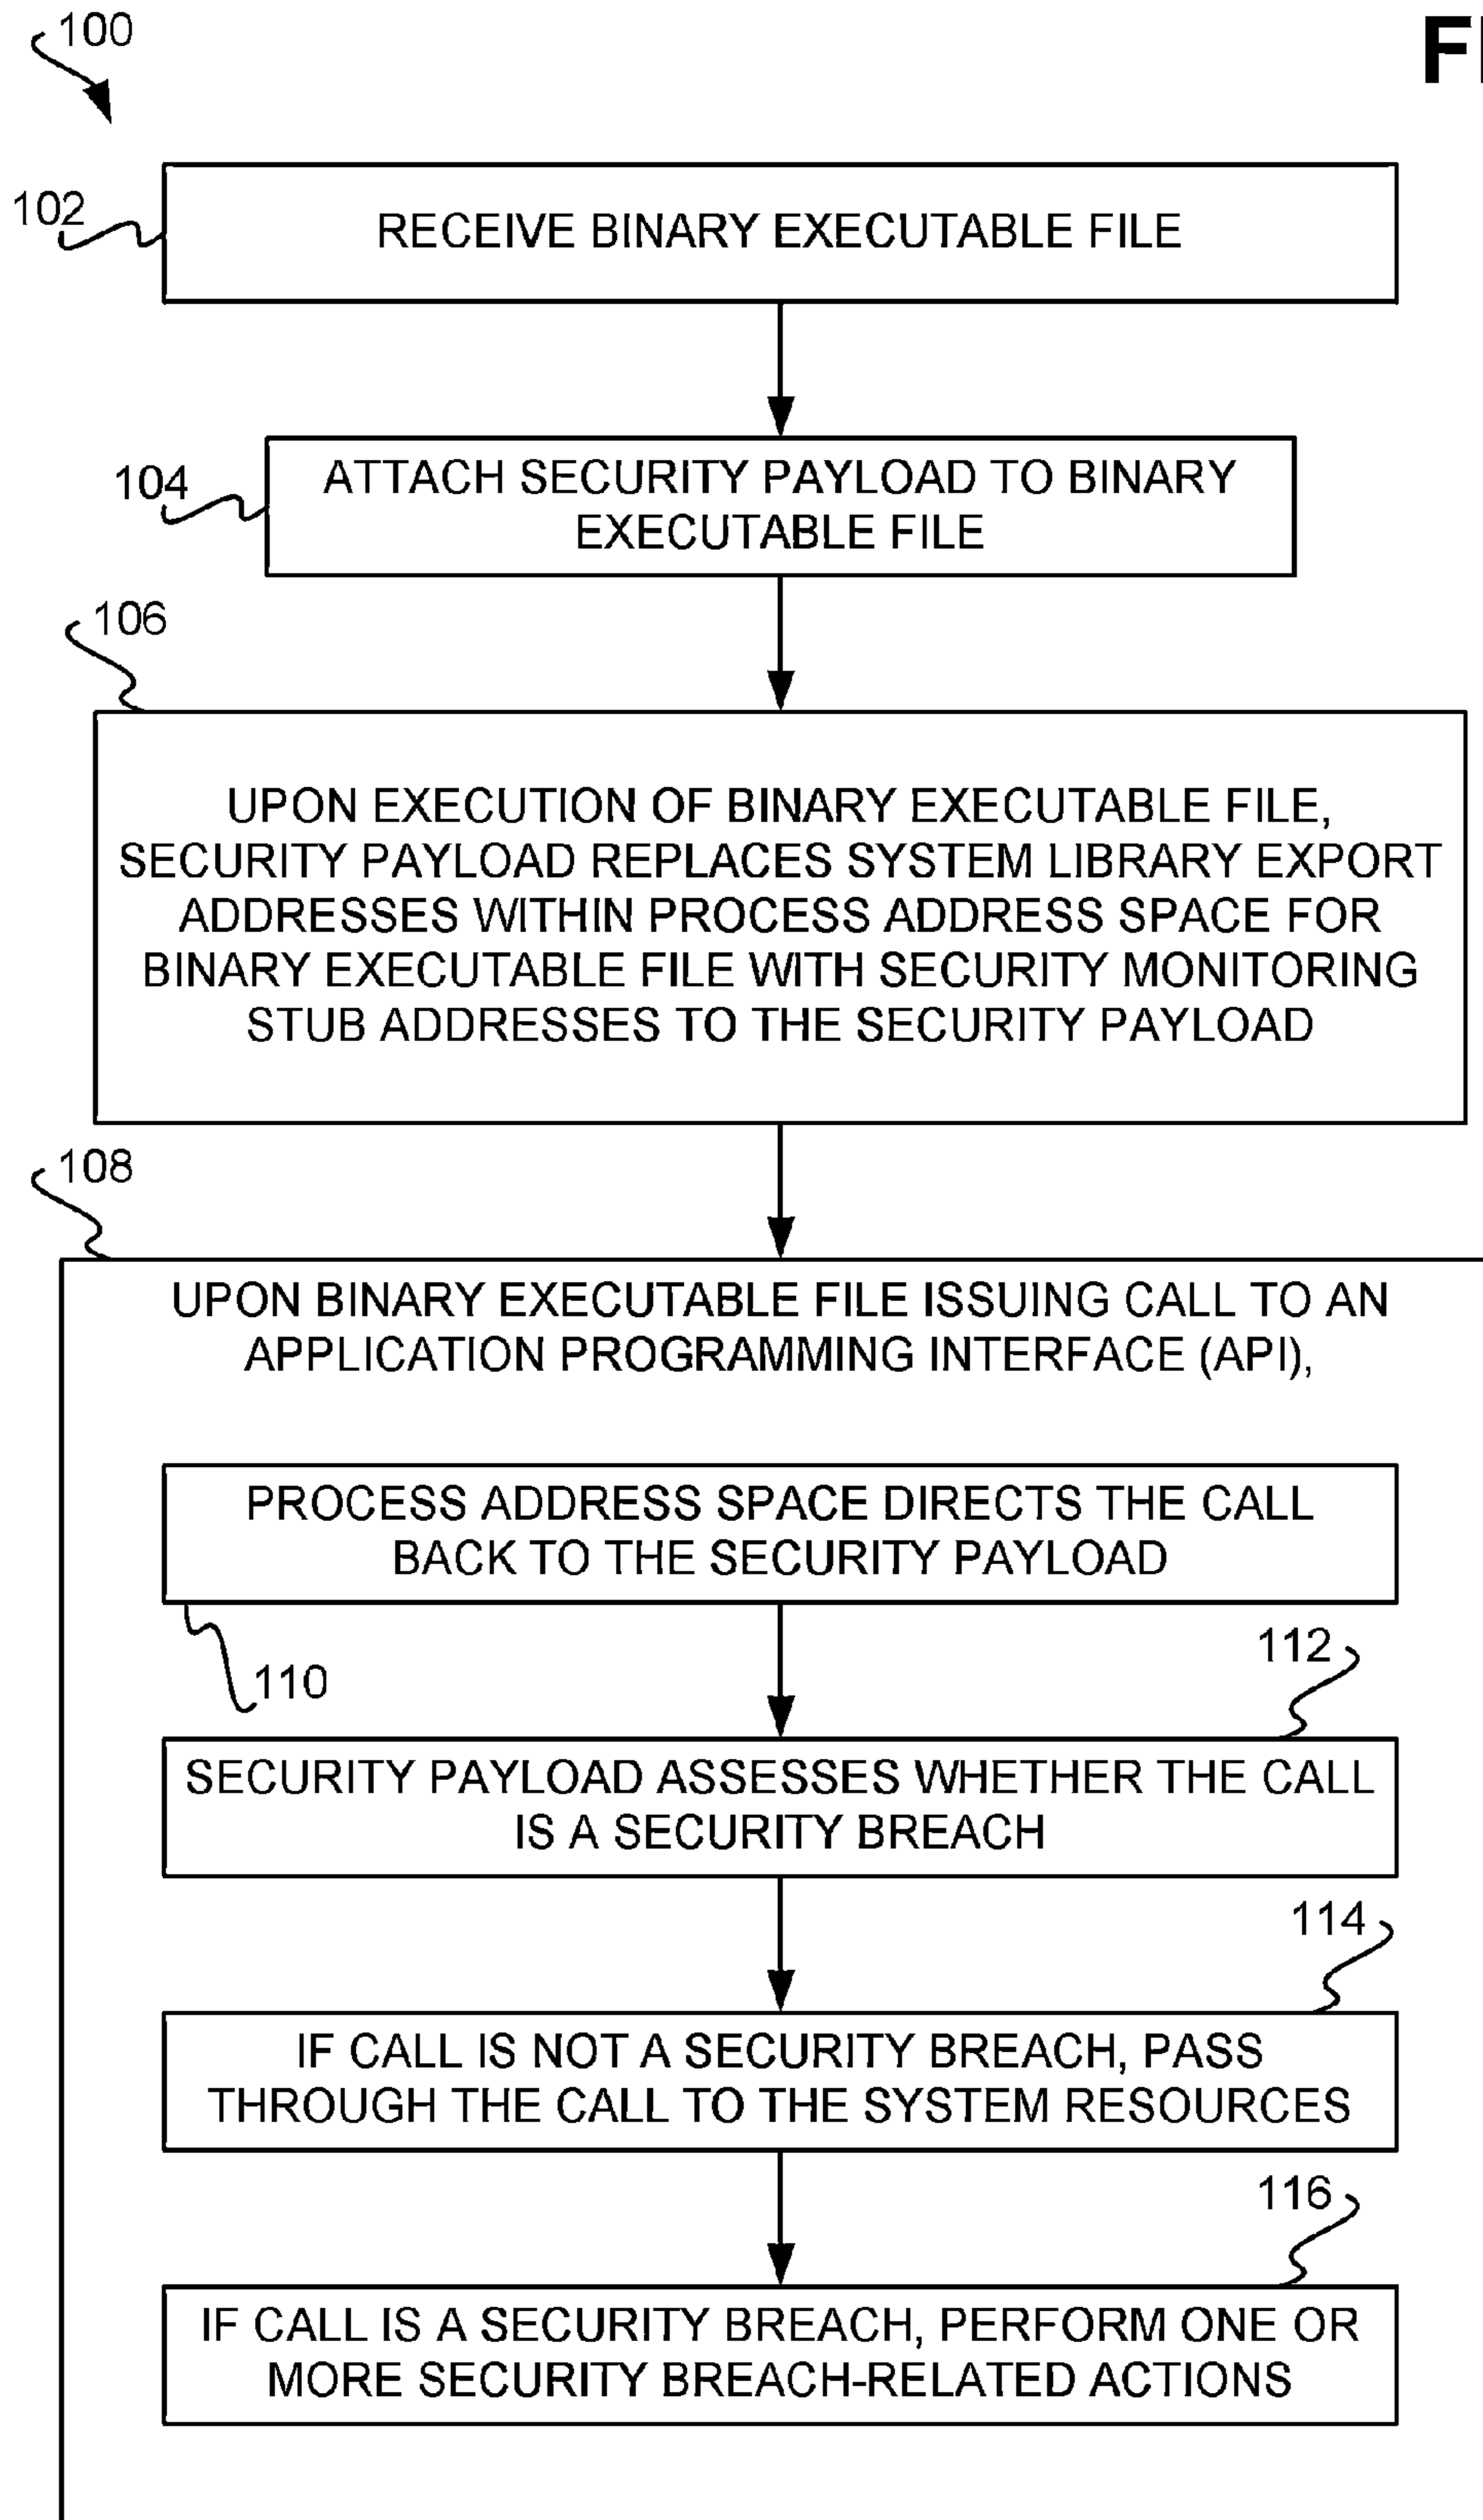 100
102
RECEIVE BINARY EXECUTABLE FILE
104
ATTACH SECURITY PAYLOAD TO BINARY
EXECUTABLE FILE
106
UPON EXECUTION OF BINARY EXECUTABLE FILE,
SECURITY PAYLOAD REPLACES SYSTEM LIBRARY EXPORT
ADDRESSES WITHIN PROCESS ADDRESS SPACE FOR
BINARY EXECUTABLE FILE WITH SECURITY MONITORING
STUB ADDRESSES TO THE SECURITY PAYLOAD
108
UPON BINARY EXECUTABLE FILE ISSUING CALL TO AN
APPLICATION PROGRAMMING INTERFACE (API),
PROCESS ADDRESS SPACE DIRECTS THE CALL
BACK TO THE SECURITY PAYLOAD
110
112
SECURITY PAYLOAD ASSESSES WHETHER THE CALL
IS A SECURITY BREACH
114
IF CALL IS NOT A SECURITY BREACH, PASS
THROUGH THE CALL TO THE SYSTEM RESOURCES
116
IF CALL IS A SECURITY BREACH, PERFORM ONE OR
MORE SECURITY BREACH-RELATED ACTIONS